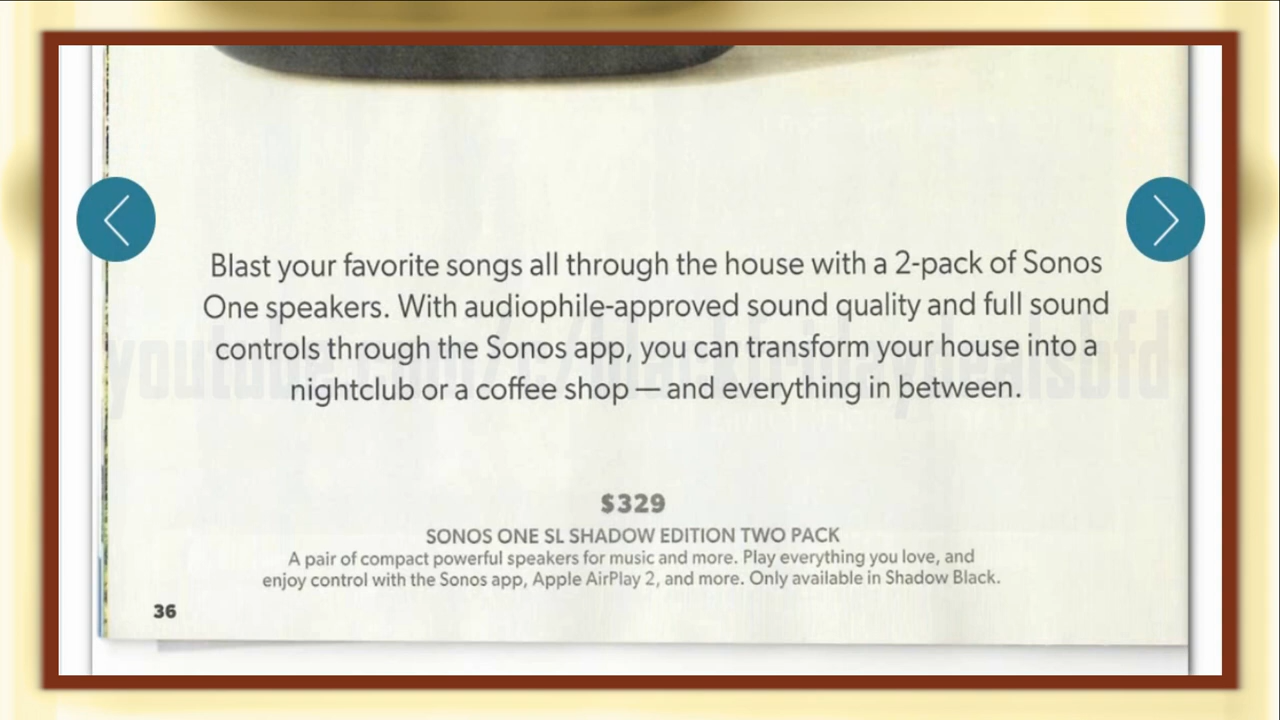 Blast your favorite songs all through the house with a 2-pack of Sonos
One speakers. With audiophile-approved sound quality and full sound
controls through the Sonos app, you can transform your house into a
nightclub or a coffee shop — and everything in between.
$329
SONOS ONE SL SHADOW EDITION TWO PACK
A pair of compact powerful speakers for music and more. Play everything you love, and
enjoy control with the Sonos app, Apple AirPlay 2, and more. Only available in Shadow Black.
36